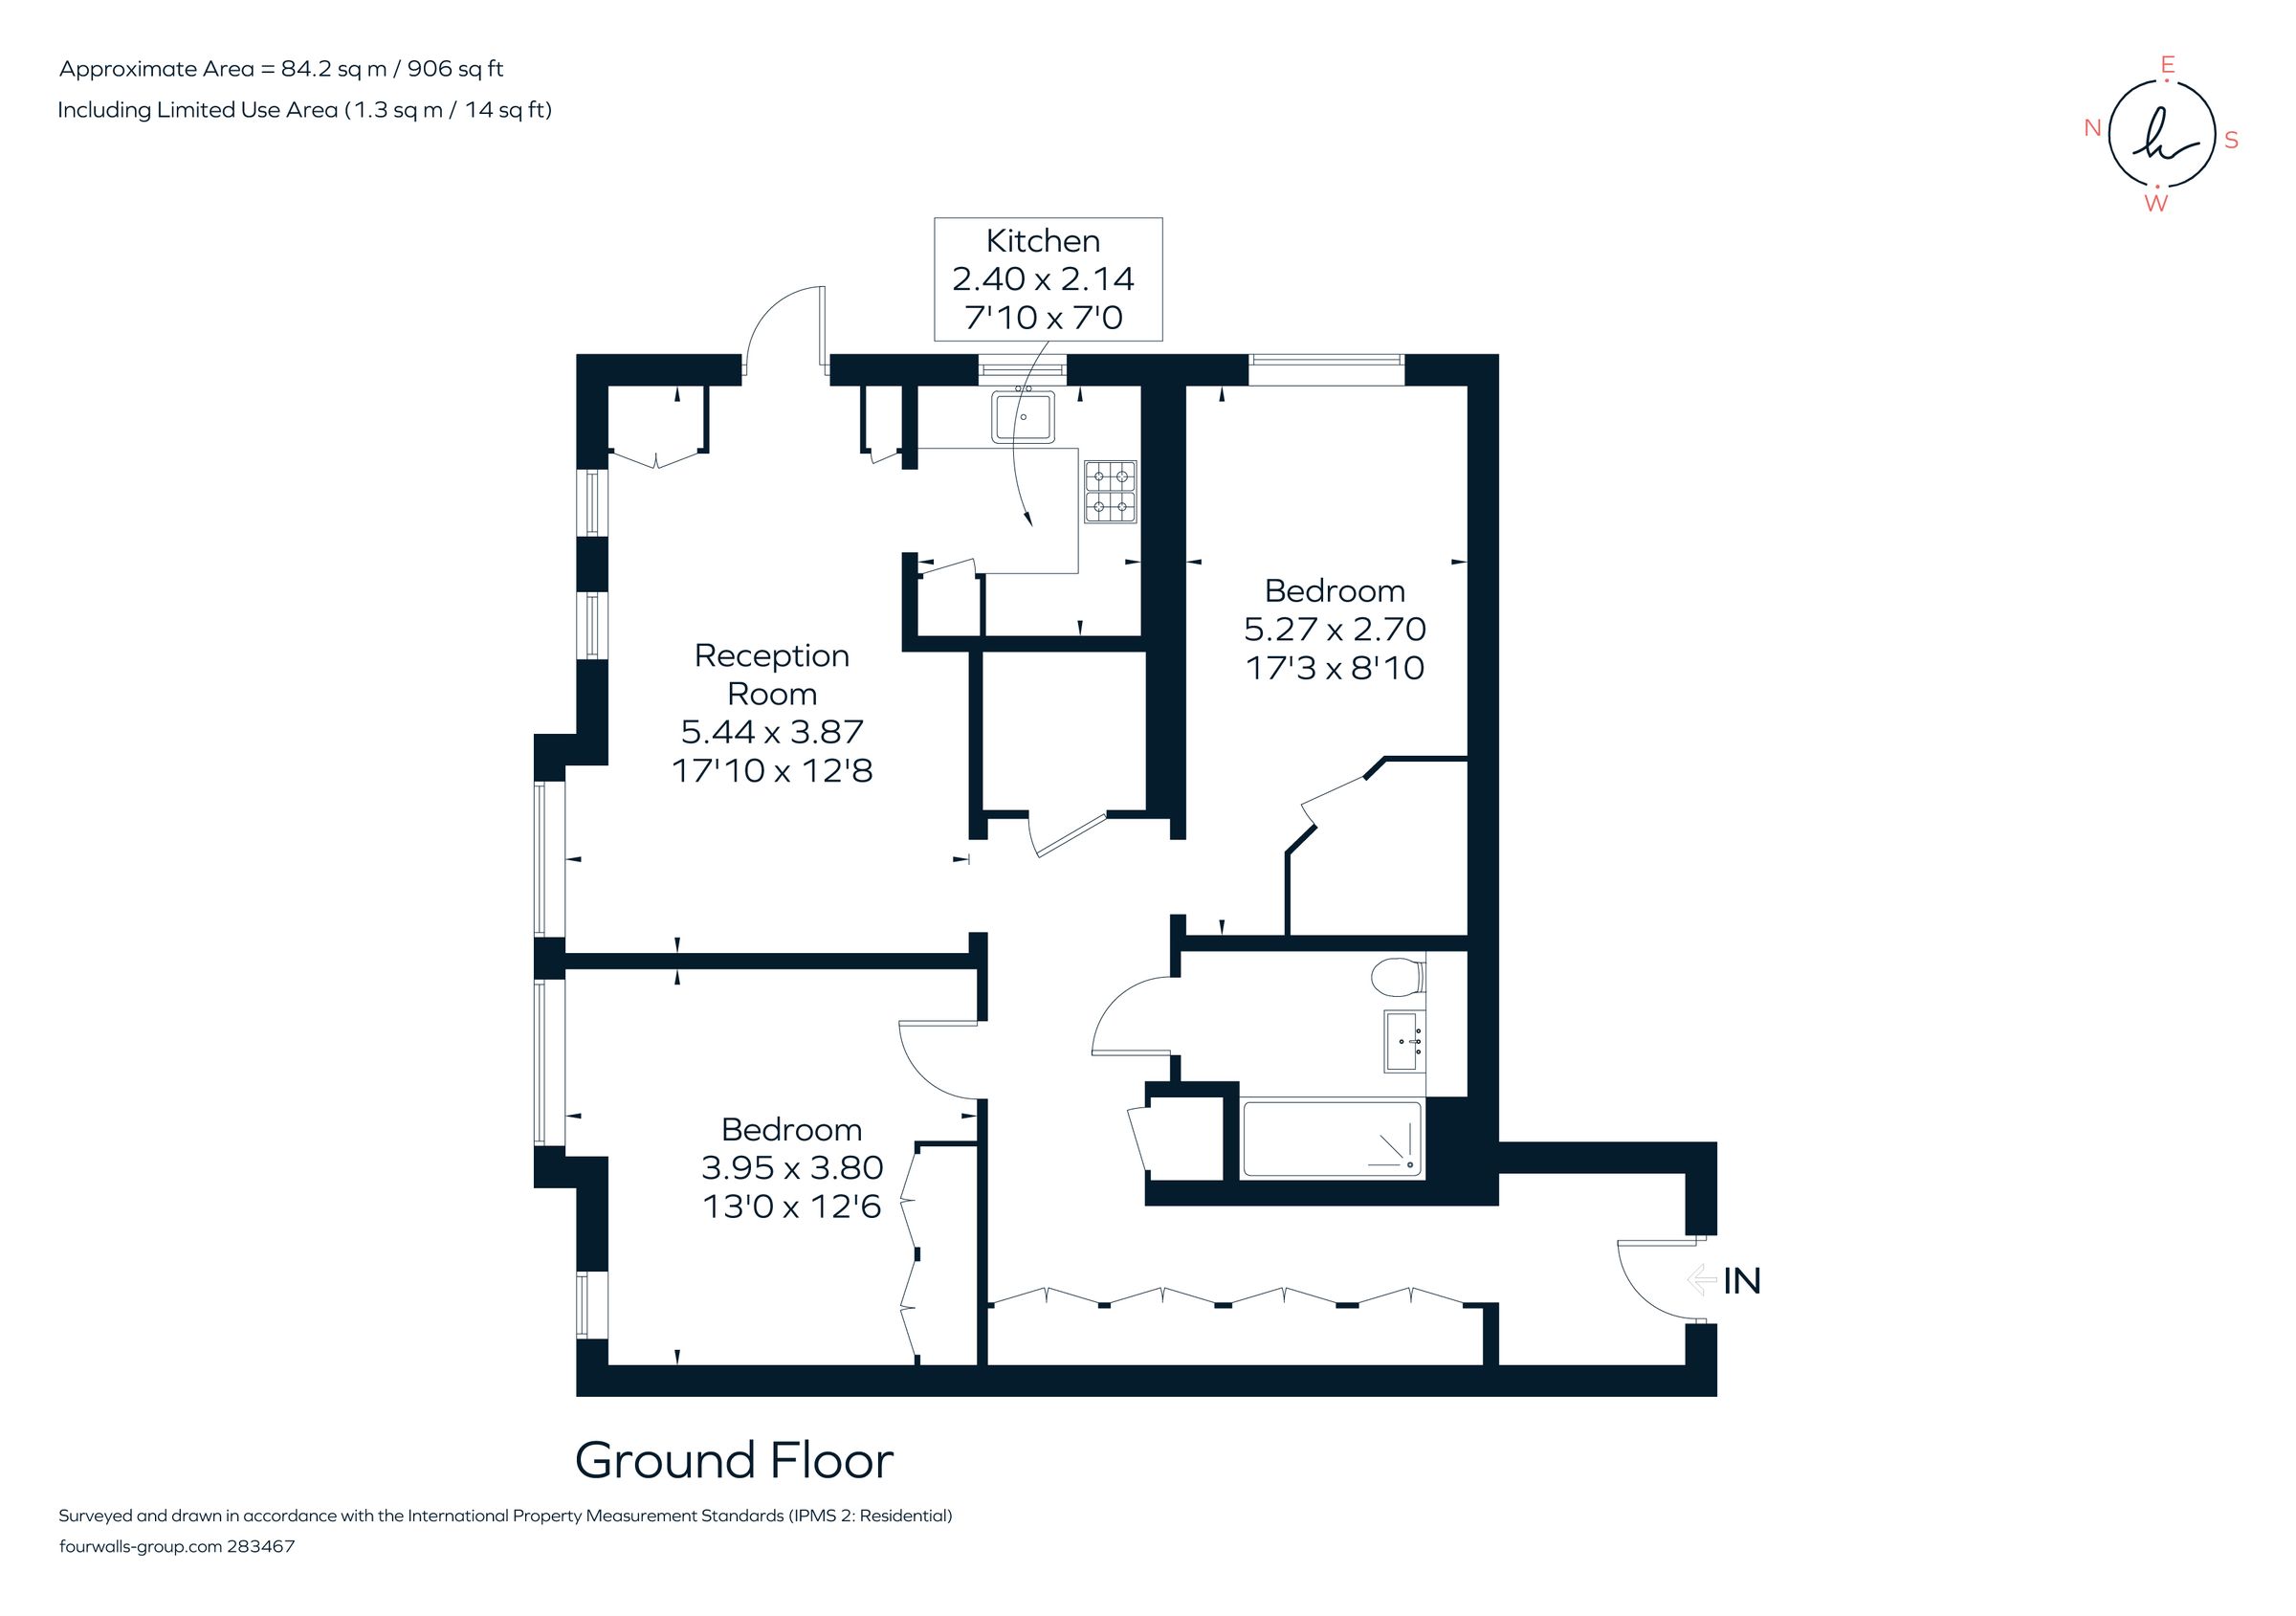 Approximate Area = 84.2 sq m / 906 sq ft
Including Limited Use Area (1.3 sq m / 14 sq ft)
E
N
S
W
Kitchen
2.40 x 2.14
7'10 x 7'0
Bedroom
5.27 x 2.70
17'3 x 8'10
Reception
Room
5.44 x 3.87
17'10 x 12'8
Bedroom
3.95 x 3.80
13'0 x 12'6
IN
Ground Floor
Surveyed and drawn in accordance with the International Property Measurement Standards (IPMS 2: Residential)
fourwalls-group.com 283467